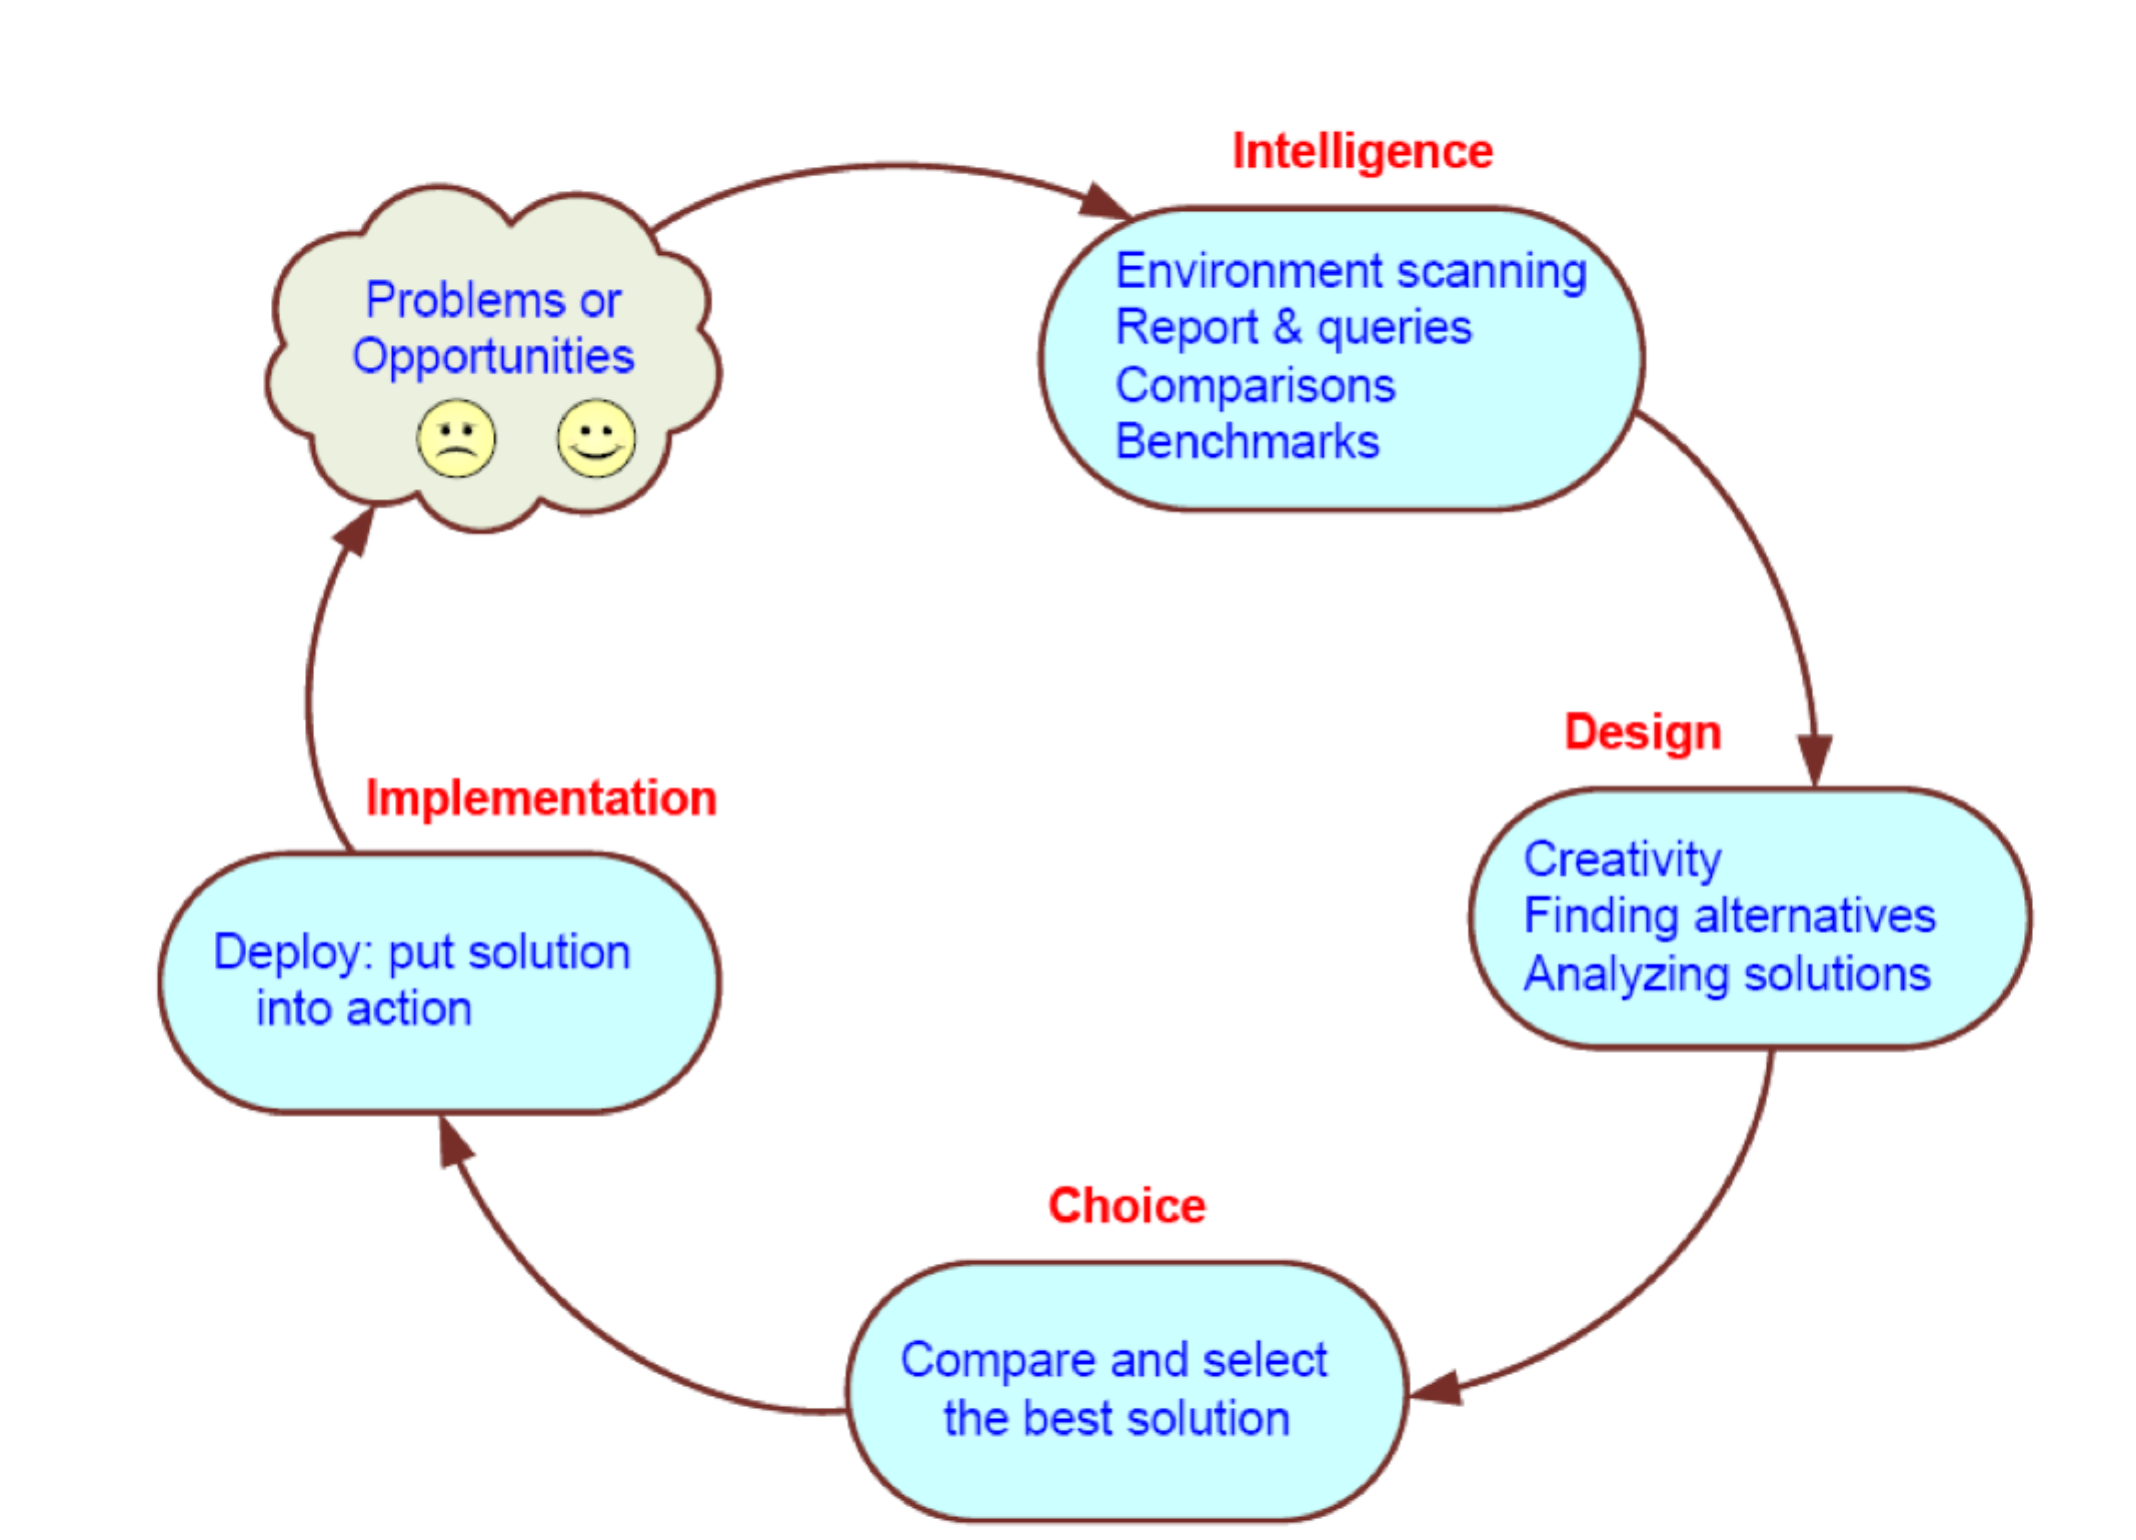 Problems or
Opportunities
Intelligence
Environment scanning
Report & queries
Comparisons
Benchmarks
Design
Creativity
Finding alternatives
Analyzing solutions
Choice
Compare and select
the best solution
Implementation
Deploy: put solution
into action